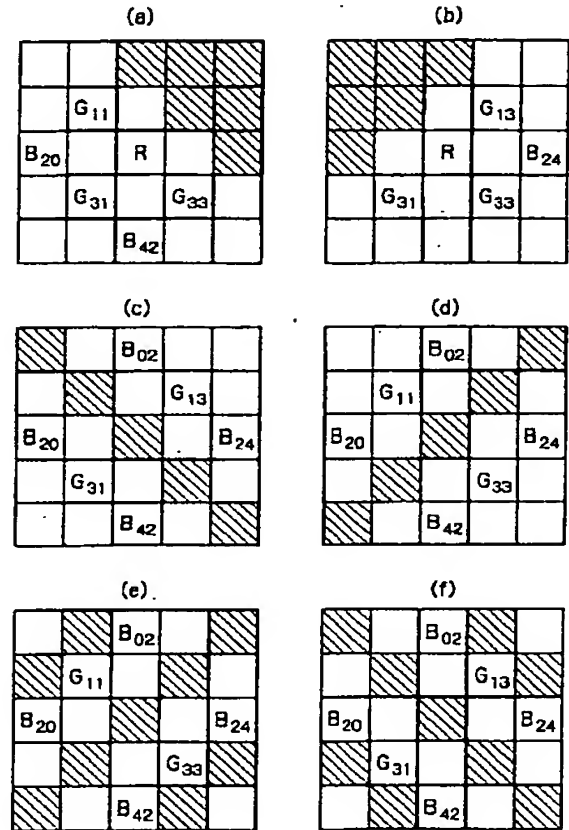 (a) (b)
G11 G13
B20 R R B24
G31 G33 G31 G33
B42
(c) (d)
B02 B02
G13 G11
B20 B24 B20 B24
G31 G33
B42 B42
(e) (f)
B02 B02
G11 G13
B20 B24 B20 B24
G33 G31
B42 B42